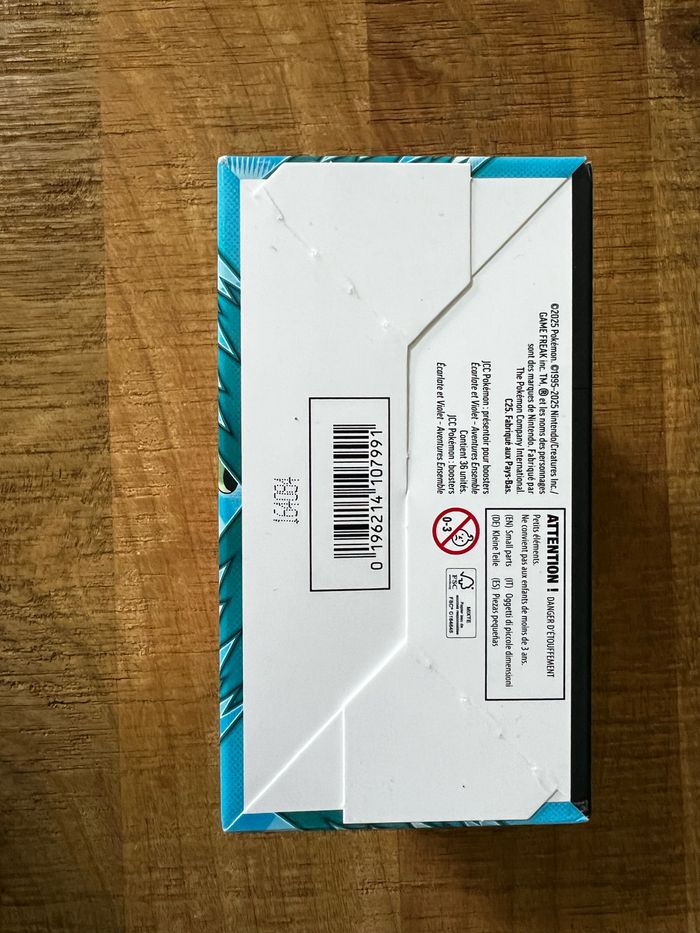 ©2025 Pokémon. ©1995-2025 Nintendo/Creatures Inc./
GAME FREAK inc. TM, ® et les noms des personnages
sont des marques de Nintendo. Fabriqué par
The Pokémon Company International
C25. Fabriqué aux Pays-Bas.
JCC Pokémon : présentoir pour boosters
Écarlate et Violet – Aventures Ensemble
Contient 36 unités.
JCC Pokémon : boosters
Écarlate et Violet – Aventures Ensemble
ATTENTION ! DANGER D'ÉTOUFFEMENT
Petits éléments.
Ne convient pas aux enfants de moins de 3 ans.
(EN) Small parts (IT) Oggetti di piccole dimensioni
(DE) Kleine Teile (ES) Piezas pequeñas
0-3
FSC
MIXTE
0 196214 107991